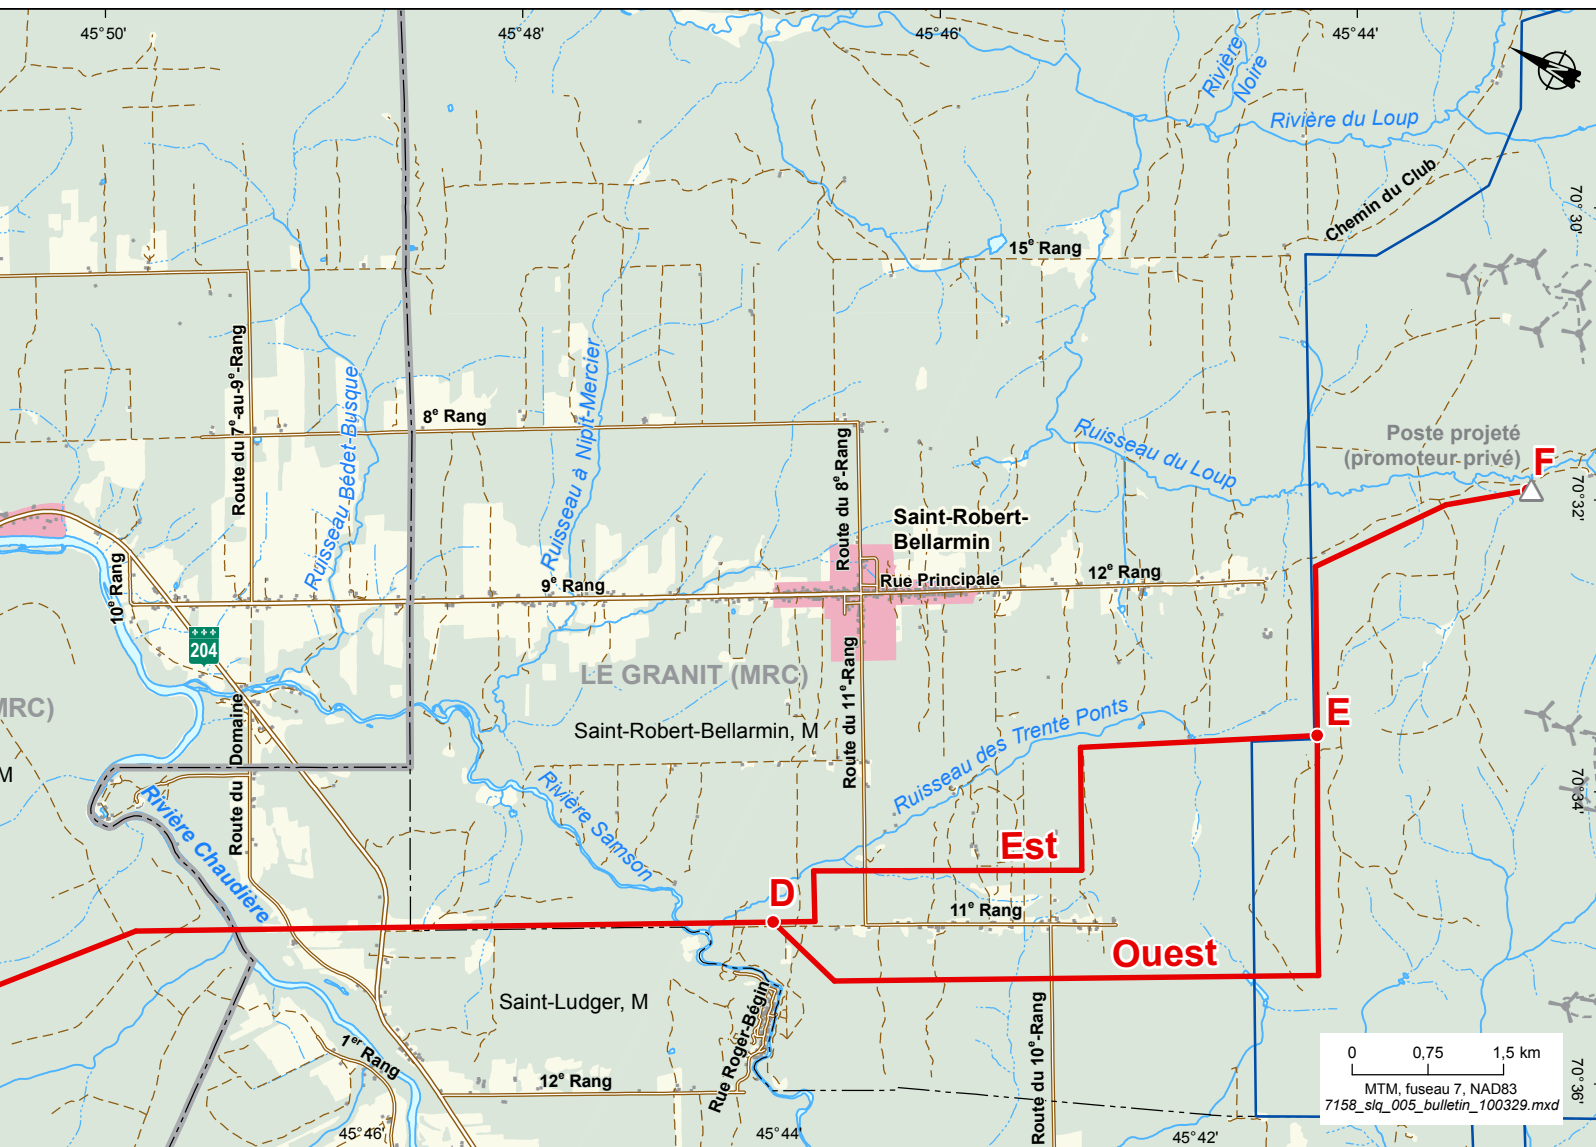 45°50'
45°48'
45°46'
45°44'
Rivière
Noire
Rivière du Loup
Chemin du Club
70°30'
15e Rang
Route du 7e-au-9e-Rang
Ruisseau Bédet-Busque
Ruisseau à Nipit-Mercier
8e Rang
Route du 8e-Rang
Ruisseau du Loup
Poste projeté
(promoteur privé)
F
70°32'
Saint-Robert-
Bellarmin
Rue Principale
12e Rang
9e Rang
10e Rang
204
LE GRANIT (MRC)
MRC)
Saint-Robert-Bellarmin, M
Route du 11e-Rang
Ruisseau des Trente Ponts
E
M
Route du Domaine
Rivière Chaudière
Rivière Samson
70°34'
Est
D
11e Rang
Ouest
Saint-Ludger, M
Rue Roger-Bégin
Route du 10e-Rang
1er Rang
12e Rang
0 0,75 1,5 km
MTM, fuseau 7, NAD83
7158_slq_005_bulletin_100329.mxd
70°36'
45°46'
45°44'
45°42'